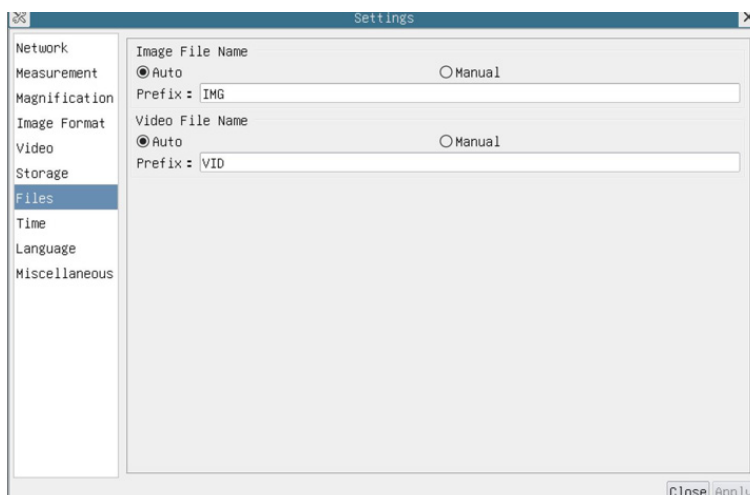 Settings
Network
Measurement
Magnification
Image Format
Video
Storage
Files
Time
Language
Miscellaneous
Image File Name
Auto
Manual
Prefix: IMG
Video File Name
Auto
Manual
Prefix: VID
Close Apply